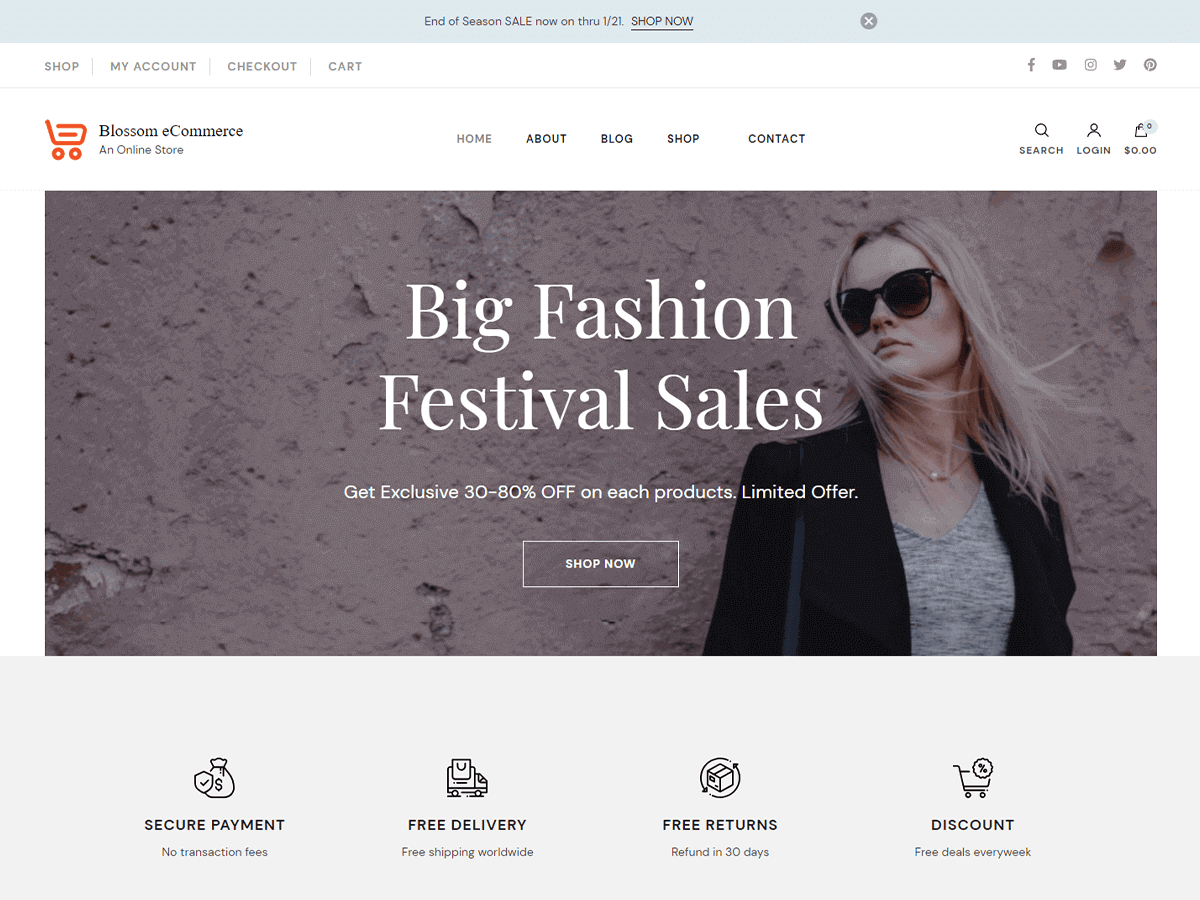 End of Season SALE now on thru 1/21. SHOP NOW
SHOP MY ACCOUNT CHECKOUT CART
Blossom eCommerce
An Online Store
HOME ABOUT BLOG SHOP CONTACT
0
SEARCH LOGIN $0.00
Big Fashion
Festival Sales
Get Exclusive 30-80% OFF on each products. Limited Offer.
SHOP NOW
SECURE PAYMENT FREE DELIVERY FREE RETURNS DISCOUNT
No transaction fees Free shipping worldwide Refund in 30 days Free deals everyweek